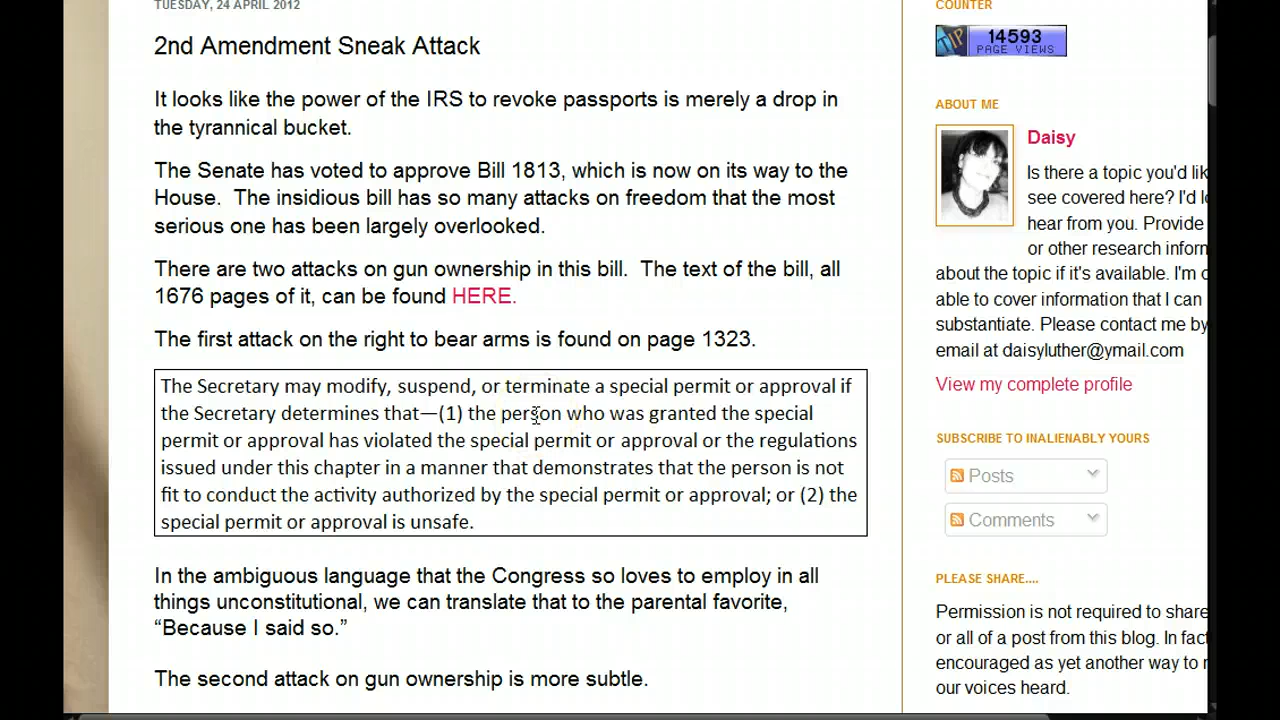 TUESDAY, 24 APRIL 2012
2nd Amendment Sneak Attack
It looks like the power of the IRS to revoke passports is merely a drop in
the tyrannical bucket.
The Senate has voted to approve Bill 1813, which is now on its way to the
House.  The insidious bill has so many attacks on freedom that the most
serious one has been largely overlooked.
There are two attacks on gun ownership in this bill.  The text of the bill, all
1676 pages of it, can be found HERE.
The first attack on the right to bear arms is found on page 1323.
The Secretary may modify, suspend, or terminate a special permit or approval if
the Secretary determines that—(1) the person who was granted the special
permit or approval has violated the special permit or approval or the regulations
issued under this chapter in a manner that demonstrates that the person is not
fit to conduct the activity authorized by the special permit or approval; or (2) the
special permit or approval is unsafe.
In the ambiguous language that the Congress so loves to employ in all
things unconstitutional, we can translate that to the parental favorite,
“Because I said so.”
The second attack on gun ownership is more subtle.
COUNTER
TIP
14593
PAGE VIEWS
ABOUT ME
Daisy
Is there a topic you'd
see covered here? I'd
hear from you. Provide
or other research
about the topic if it's available. I'm
able to cover information that I can
substantiate. Please contact me by
email at daisyluther@ymail.com
View my complete profile
SUBSCRIBE TO INALIENABLY YOURS
Posts
Comments
PLEASE SHARE....
Permission is not required to share
or all of a post from this blog. In
encouraged as yet another way to
our voices heard.